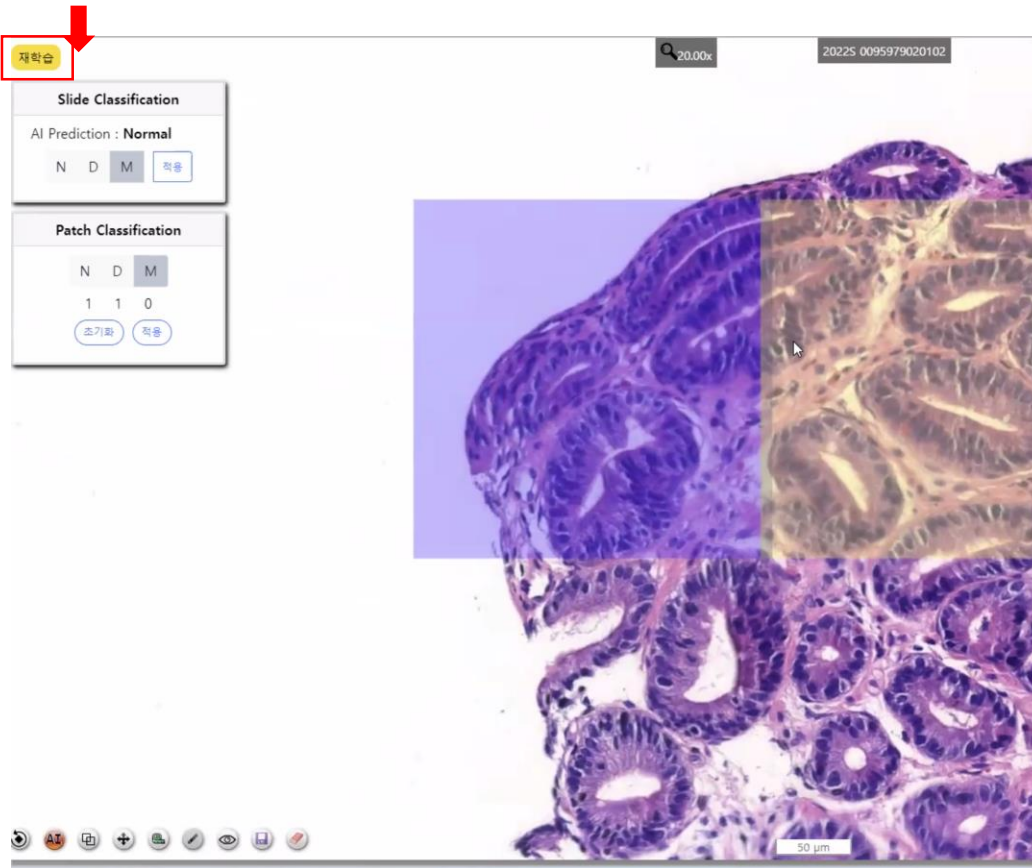 재학습
20.00x
2022S 0095979020102
Slide Classification
AI Prediction : Normal
N D M 적용
Patch Classification
N D M
1 1 0
초기화 적용
AI
50 μm